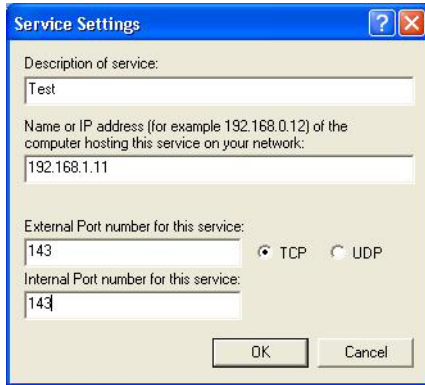 Service Settings
Description of service:
Test
Name or IP address (for example 192.168.0.12) of the
computer hosting this service on your network:
192.168.1.11
External Port number for this service:
143
TCP
UDP
Internal Port number for this service:
143
OK
Cancel